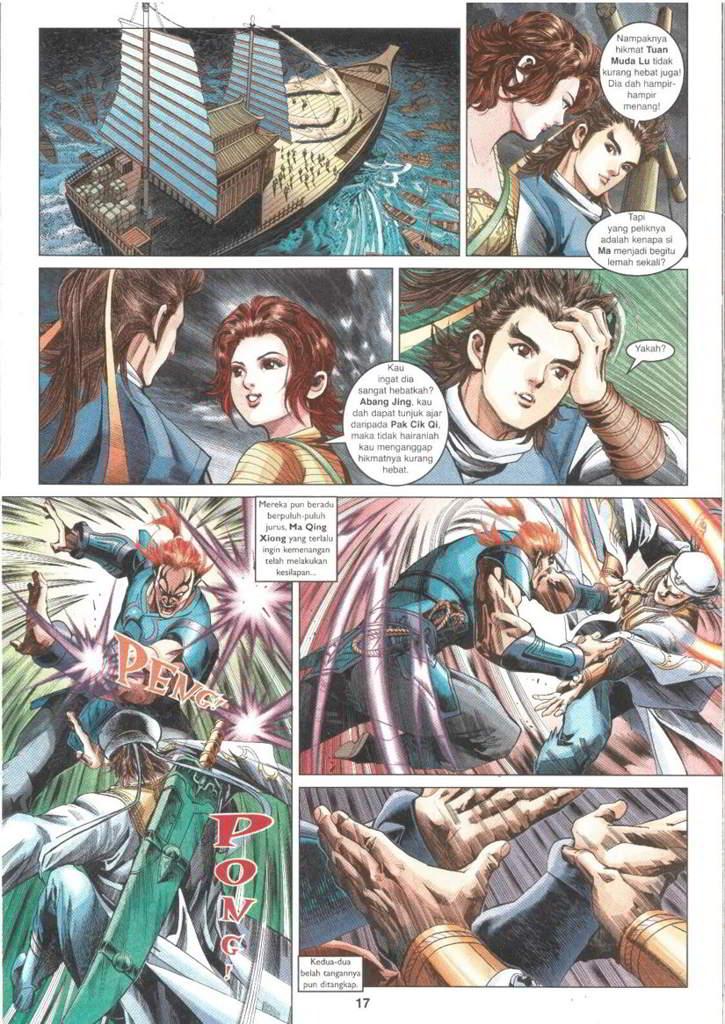 Nampaknya
hikmat Tuan
Muda Lu tidak
kurang hebat juga!
Dia dah hampir-
hampir
menang!
Tapi
yang peliknya
adalah kenapa si
Ma menjadi begitu
lemah sekali?
Kau
ingat dia
sangat hebatkah?
Abang Jing, kau
dah dapat tunjuk ajar
daripada Pak Cik Qi,
maka tidak hairanlah
kau menganggap
hikmatnya kurang
hebat.
Yakah?
Mereka pun beradu
berpuluh-puluh
jurus, Ma Qing
Xiong yang terlalu
ingin kemenangan
telah melakukan
kesilapan...
PENG!
PONG!
Kedua-dua
belah tangannya
pun ditangkap.
17